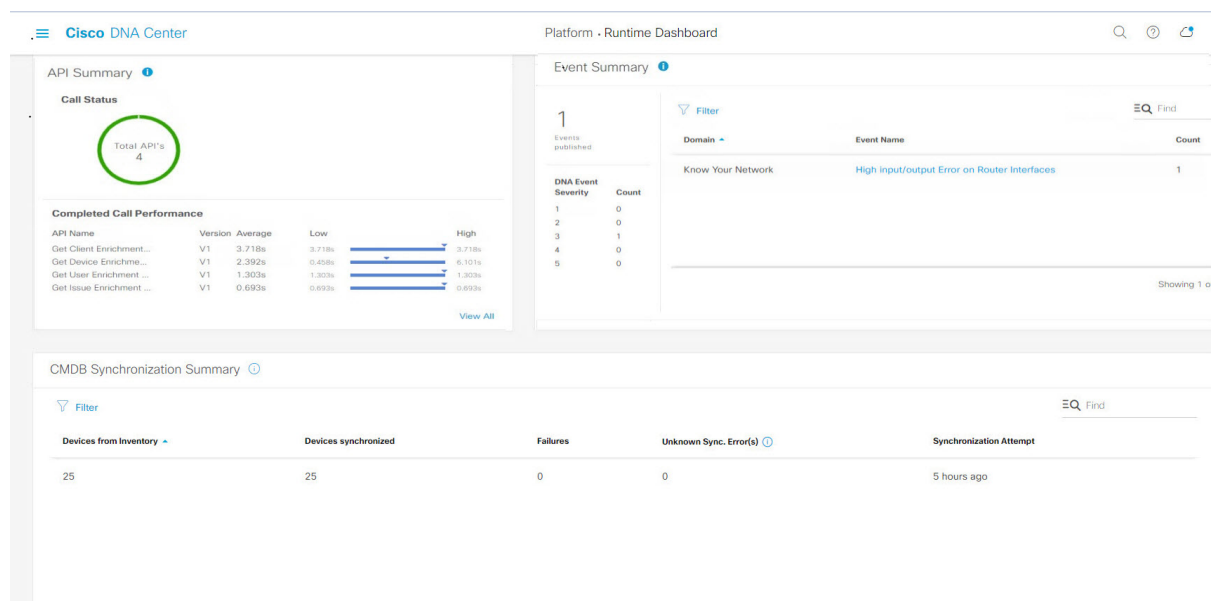 Cisco DNA Center
Platform • Runtime Dashboard
API Summary
Call Status
Total API's
4
Completed Call Performance
API Name Version Average Low High
Get Client Enrichment... V1 3.718s 3.718s 3.718s
Get Device Enrichme... V1 2.392s 0.458s 6.101s
Get User Enrichment ... V1 1.303s 1.303s 1.303s
Get Issue Enrichment ... V1 0.693s 0.693s 0.693s
View All
Event Summary
1
Events
published
DNA Event
Severity Count
1 0
2 0
3 1
4 0
5 0
Filter
Find
Domain Event Name Count
Know Your Network High input/output Error on Router Interfaces 1
Showing 1 o
CMDB Synchronization Summary
Filter
Find
Devices from Inventory Devices synchronized Failures Unknown Sync. Error(s) Synchronization Attempt
25 25 0 0 5 hours ago